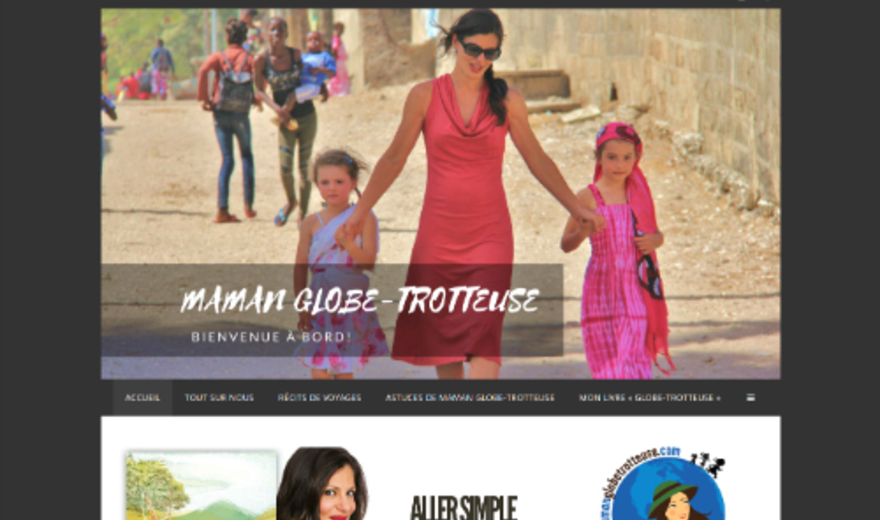 MAMAN GLOBE-TROTTEUSE
BIENVENUE À BORD!
ACCUEIL
TOUT SUR NOUS
RÉCITS DE VOYAGES
ASTUCES DE MAMAN GLOBE-TROTTEUSE
MON LIVRE « GLOBE-TROTTEUSE »
ALLER SIMPLE
globetrotteuse.com